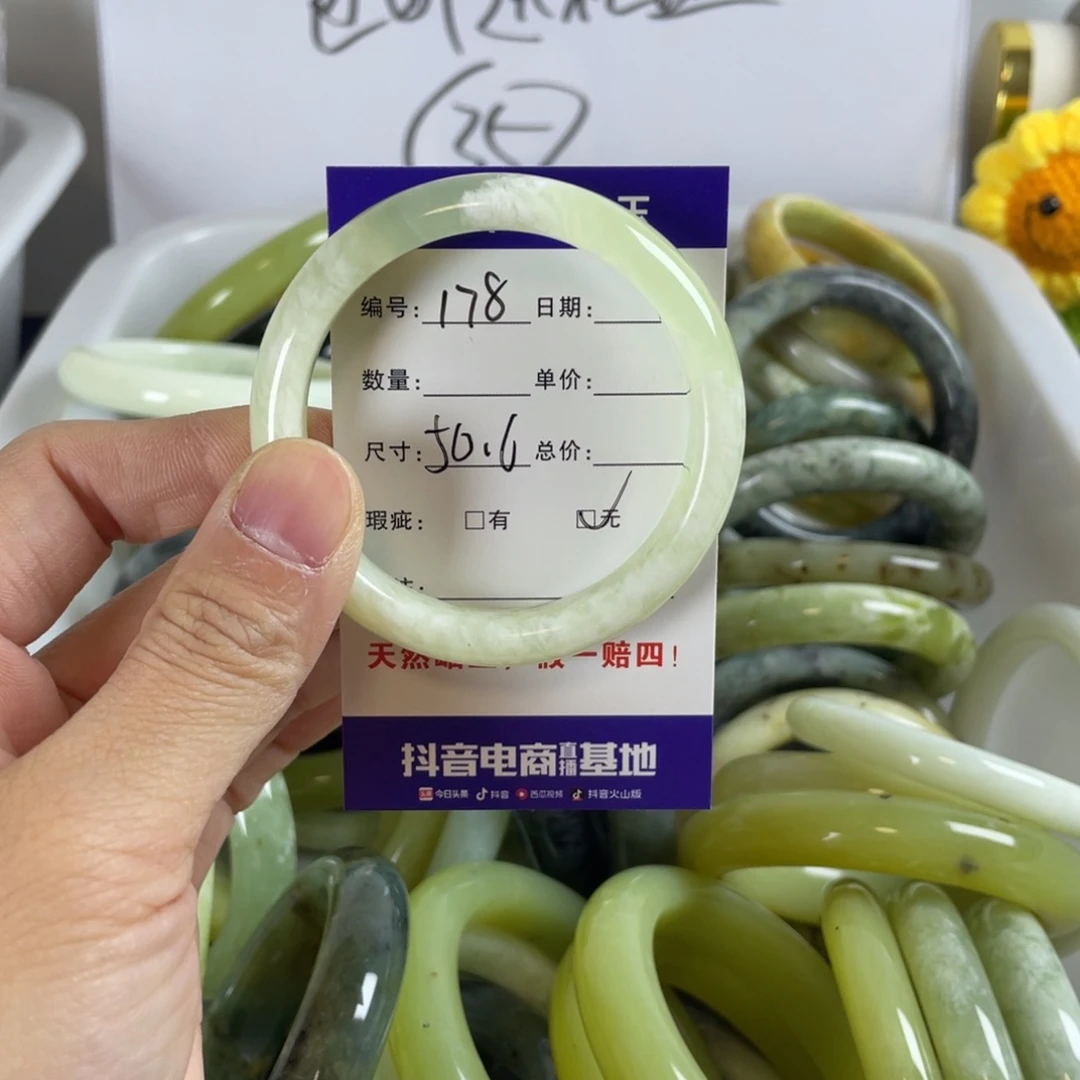 玉
编号: 178 日期:
数量: 单价:
尺寸: 50.6 总价:
瑕疵: □有 ☑无
天然 一赔四!
抖音电商直播基地
今日头条 抖音 西瓜视频 抖音火山版